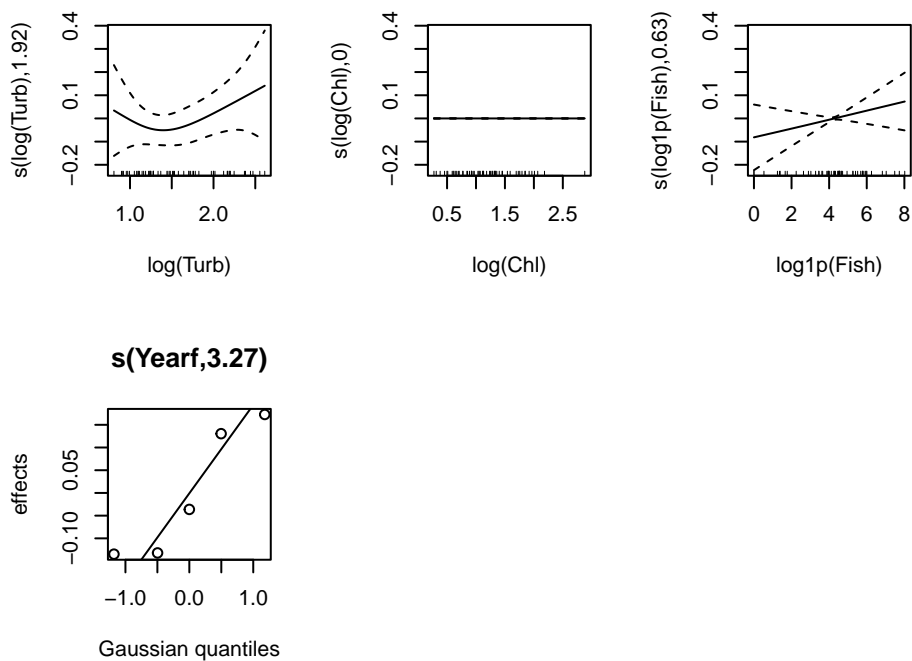 s(log(Turb),1.92)
−0.2
0.1
0.4
1.0
2.0
log(Turb)
s(log(Chl),0)
−0.2
0.1
0.4
0.5
1.5
2.5
log(Chl)
s(log1p(Fish),0.63)
−0.2
0.1
0.4
0
2
4
6
8
log1p(Fish)
s(Yearf,3.27)
effects
−0.10
0.05
−1.0
0.0
1.0
Gaussian quantiles